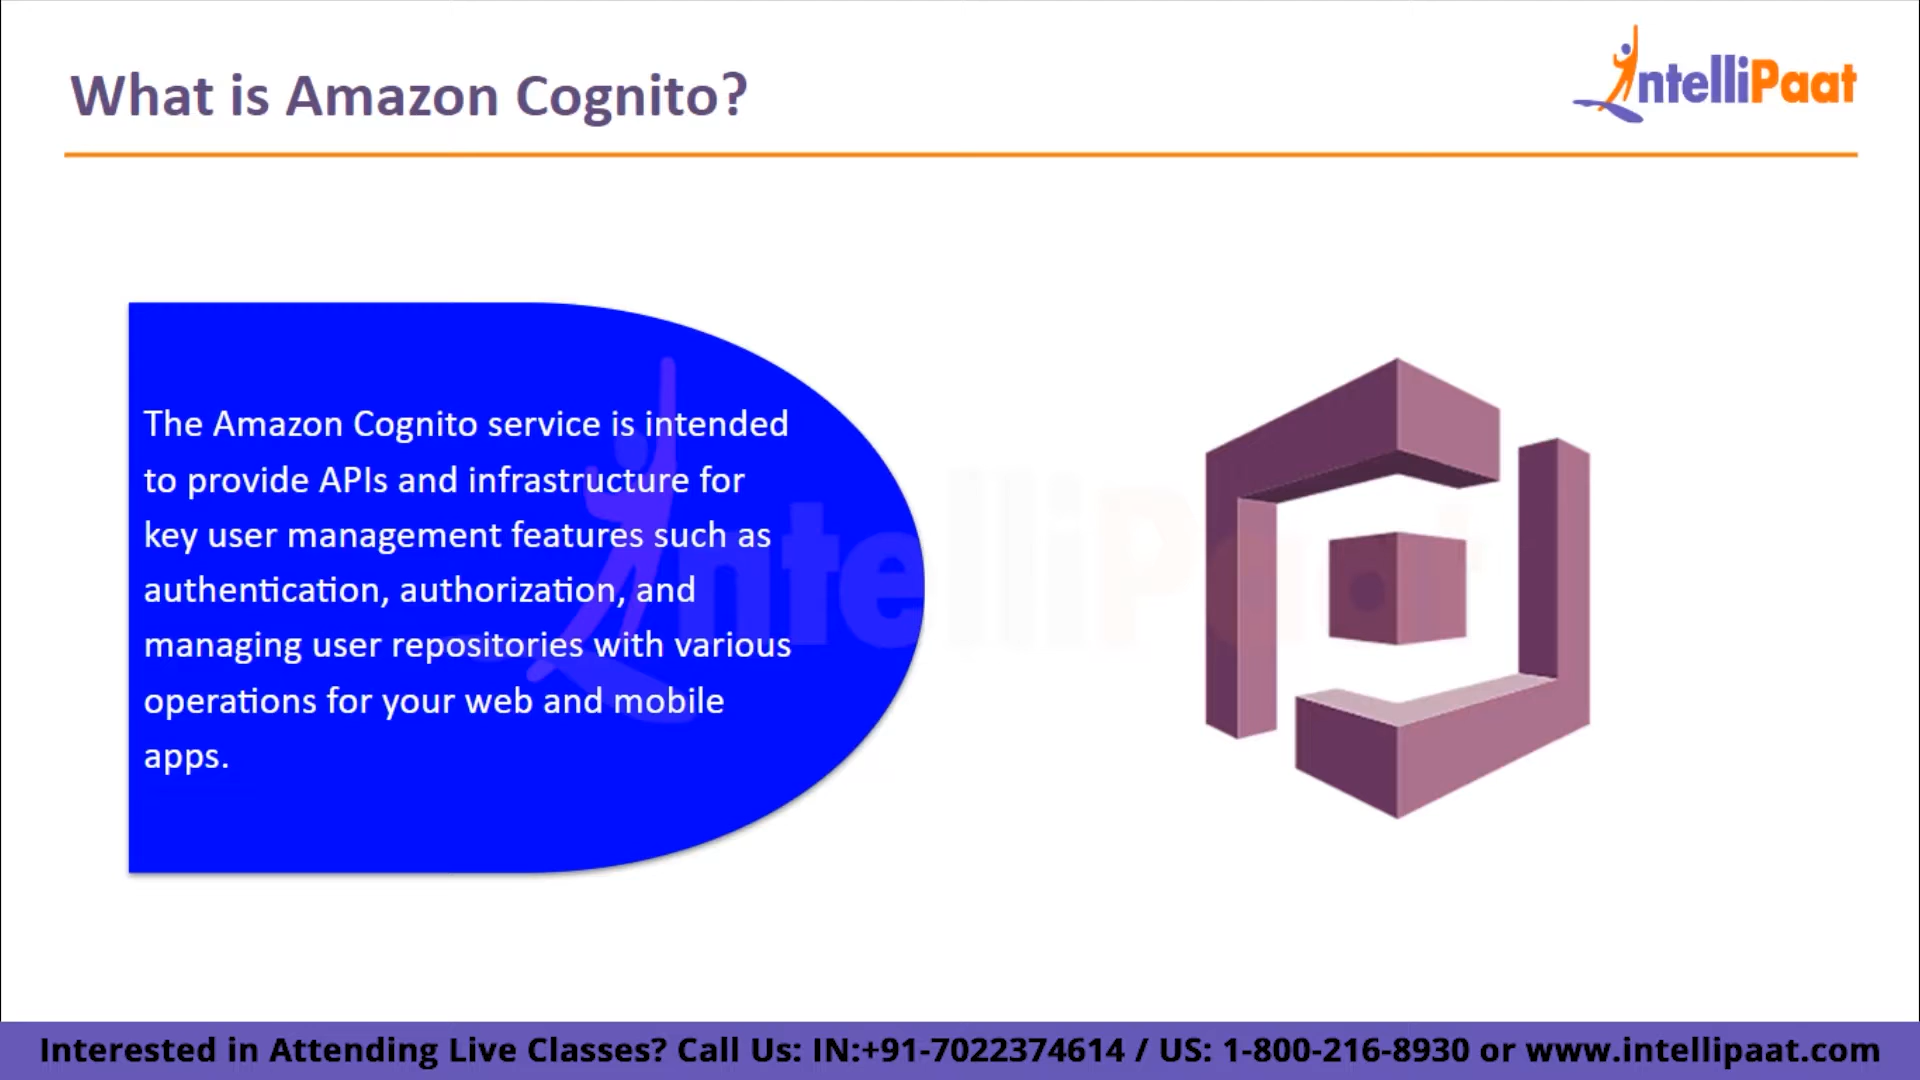 What is Amazon Cognito?
IntelliPaat
The Amazon Cognito service is intended
to provide APIs and infrastructure for
key user management features such as
authentication, authorization, and
managing user repositories with various
operations for your web and mobile
apps.
IntelliPaat
Interested in Attending Live Classes? Call Us: IN:+91-7022374614 / US: 1-800-216-8930 or www.intellipaat.com